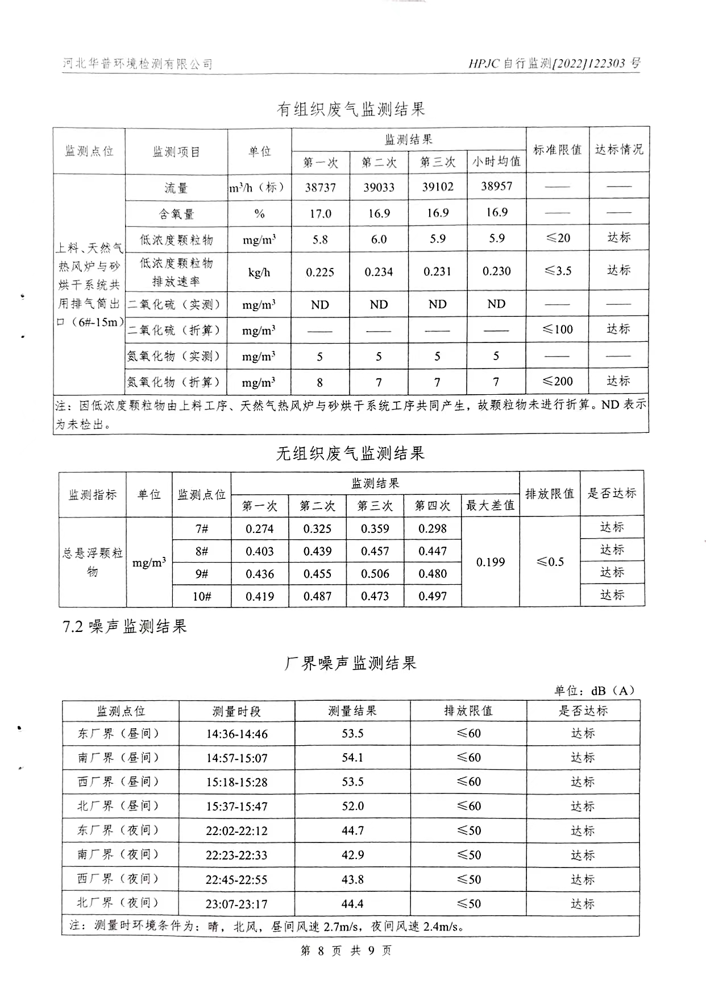 河北华普环境检测有限公司 HPJC 自行监测[2022]122303 号
有组织废气监测结果
监测点位 监测项目 单位 监测结果 标准限值 达标情况
第一次 第二次 第三次 小时均值
上料、天然气热风炉与砂烘干系统共用排气筒出口（6#-15m）
流量 m³/h（标） 38737 39033 39102 38957 —— ——
含氧量 % 17.0 16.9 16.9 16.9 —— ——
低浓度颗粒物 mg/m³ 5.8 6.0 5.9 5.9 ≤20 达标
低浓度颗粒物排放速率 kg/h 0.225 0.234 0.231 0.230 ≤3.5 达标
二氧化硫（实测） mg/m³ ND ND ND ND —— ——
二氧化硫（折算） mg/m³ —— —— —— —— ≤100 达标
氮氧化物（实测） mg/m³ 5 5 5 5 —— ——
氮氧化物（折算） mg/m³ 8 7 7 7 ≤200 达标
注：因低浓度颗粒物由上料工序、天然气热风炉与砂烘干系统工序共同产生，故颗粒物未进行折算。ND 表示
为未检出。
无组织废气监测结果
监测指标 单位 监测点位 监测结果 排放限值 是否达标
第一次 第二次 第三次 第四次 最大差值
总悬浮颗粒物 mg/m³ 0.199 ≤0.5
7# 0.274 0.325 0.359 0.298 达标
8# 0.403 0.439 0.457 0.447 达标
9# 0.436 0.455 0.506 0.480 达标
10# 0.419 0.487 0.473 0.497 达标
7.2 噪声监测结果
厂界噪声监测结果
单位：dB（A）
监测点位 测量时段 测量结果 排放限值 是否达标
东厂界（昼间） 14:36-14:46 53.5 ≤60 达标
南厂界（昼间） 14:57-15:07 54.1 ≤60 达标
西厂界（昼间） 15:18-15:28 53.5 ≤60 达标
北厂界（昼间） 15:37-15:47 52.0 ≤60 达标
东厂界（夜间） 22:02-22:12 44.7 ≤50 达标
南厂界（夜间） 22:23-22:33 42.9 ≤50 达标
西厂界（夜间） 22:45-22:55 43.8 ≤50 达标
北厂界（夜间） 23:07-23:17 44.4 ≤50 达标
注：测量时环境条件为：晴，北风，昼间风速 2.7m/s，夜间风速 2.4m/s。
第 8 页 共 9 页